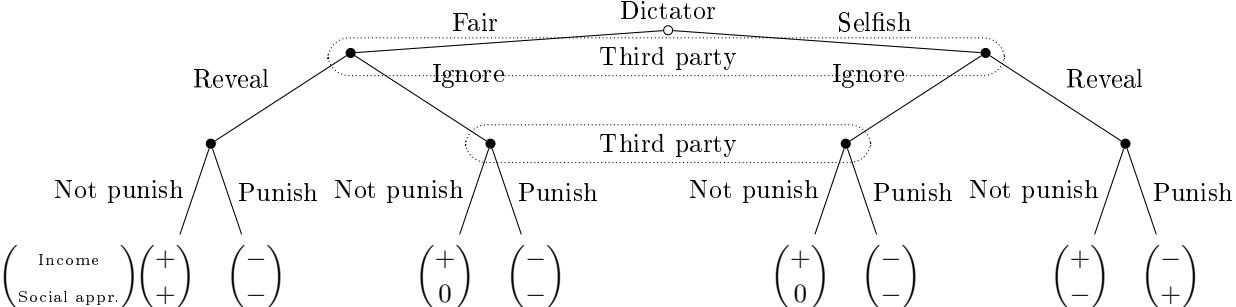 Dictator
Fair Selfish
Third party
Reveal Ignore Ignore Reveal
Third party
Not punish Punish Not punish Punish Not punish Punish Not punish Punish
Income + − + − + − + −
Social appr. + − 0 − 0 − − +